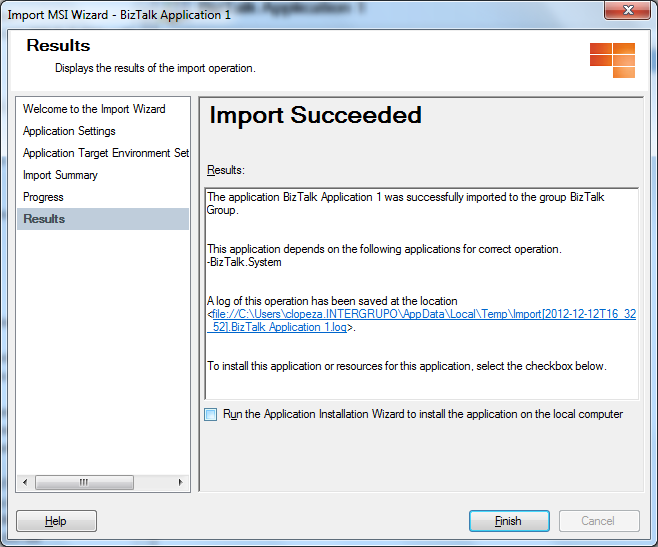 Import MSI Wizard - BizTalk Application 1
Results
Displays the results of the import operation.
Welcome to the Import Wizard
Application Settings
Application Target Environment Set
Import Summary
Progress
Results
Import Succeeded
Results:
The application BizTalk Application 1 was successfully imported to the group BizTalk
Group.
This application depends on the following applications for correct operation.
-BizTalk.System
A log of this operation has been saved at the location
<file://C:\Users\clopeza.INTERGRUPO\AppData\Local\Temp\Import[2012-12-12T16_32
_52].BizTalk Application 1.log>.
To install this application or resources for this application, select the checkbox below.
Run the Application Installation Wizard to install the application on the local computer
Help
Finish
Cancel